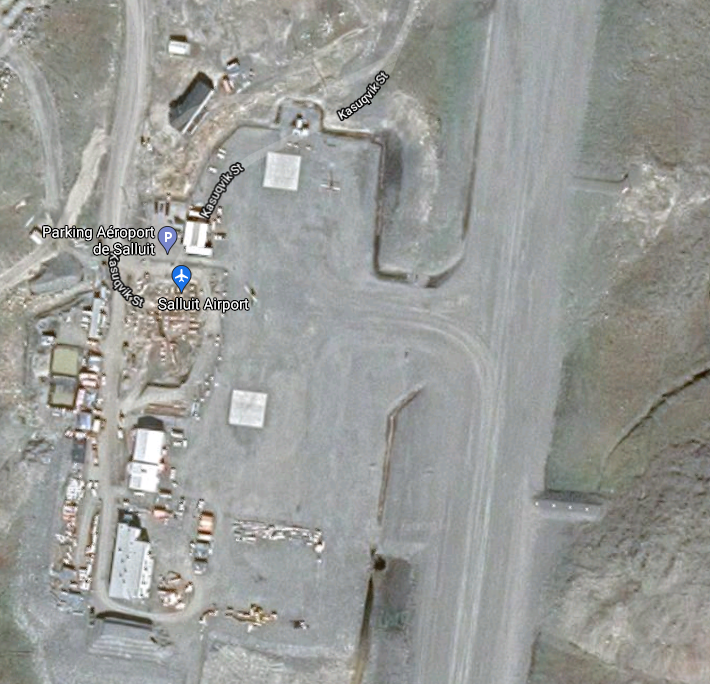 Kasuqvik St
Kasuqvik St
Parking Aéroport
de Salluit
P
Kasuqvik St
Salluit Airport